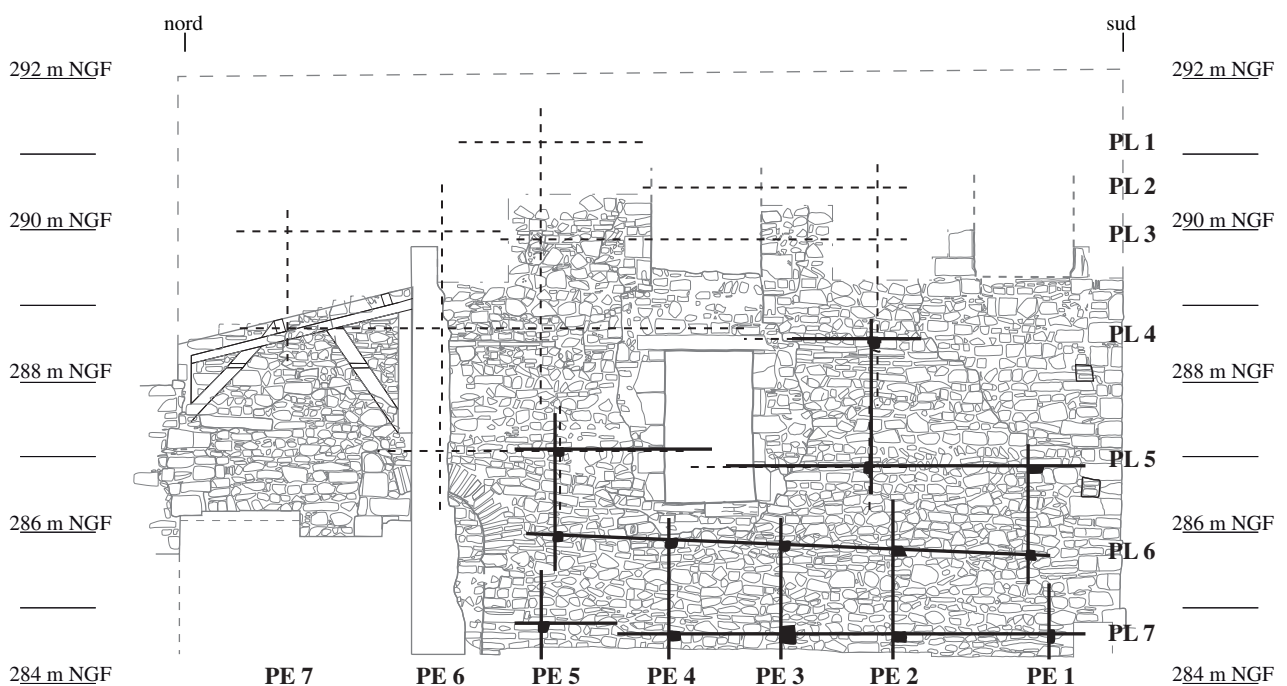 nord sud
292 m NGF 292 m NGF
PL 1
PL 2
290 m NGF 290 m NGF
PL 3
PL 4
288 m NGF 288 m NGF
PL 5
286 m NGF 286 m NGF
PL 6
PL 7
284 m NGF PE 7 PE 6 PE 5 PE 4 PE 3 PE 2 PE 1 284 m NGF